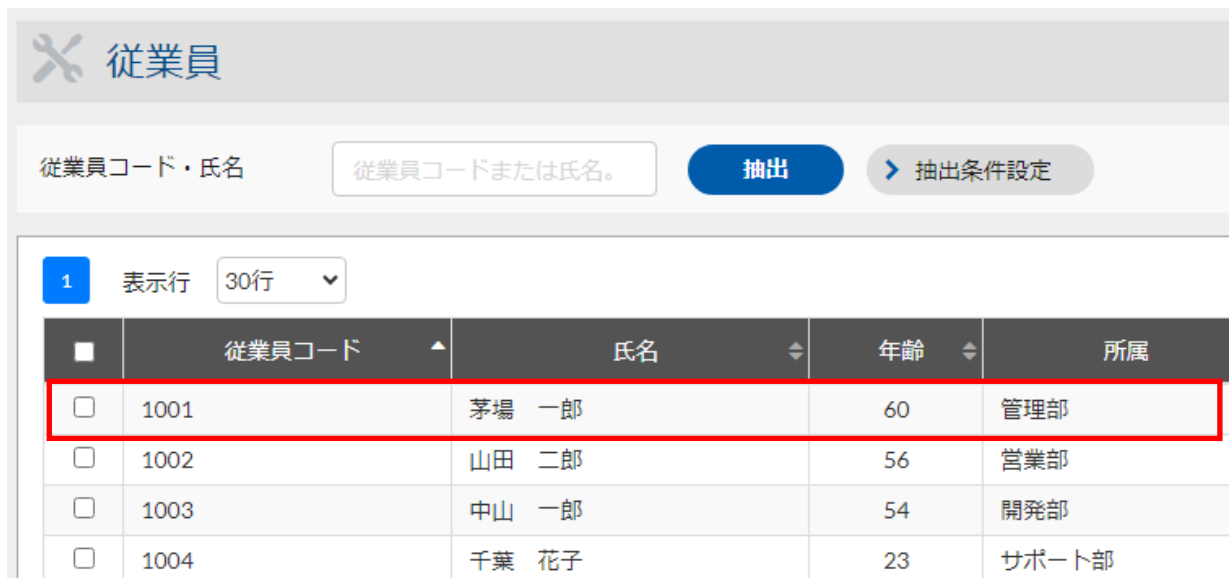 従業員
従業員コード・氏名 従業員コードまたは氏名。 抽出 抽出条件設定
1 表示行 30行
従業員コード 氏名 年齢 所属
1001 茅場　一郎 60 管理部
1002 山田　二郎 56 営業部
1003 中山　一郎 54 開発部
1004 千葉　花子 23 サポート部